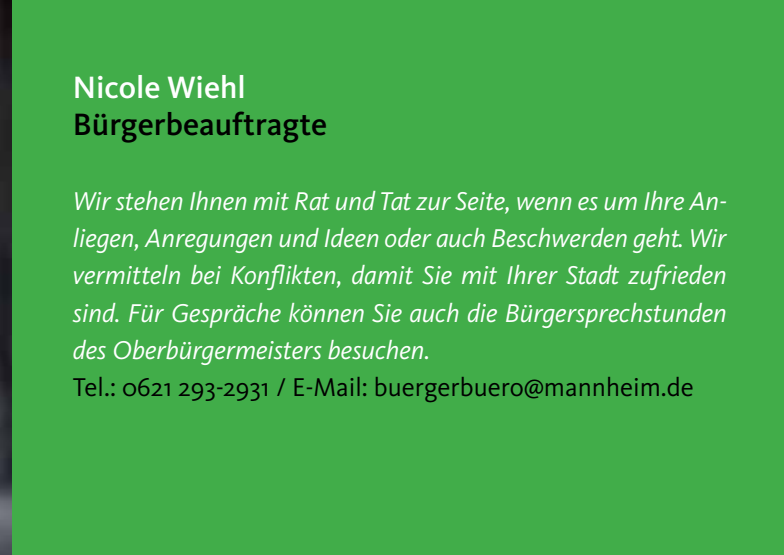 Nicole Wiehl
Bürgerbeauftragte
Wir stehen Ihnen mit Rat und Tat zur Seite, wenn es um Ihre An-
liegen, Anregungen und Ideen oder auch Beschwerden geht. Wir
vermitteln bei Konflikten, damit Sie mit Ihrer Stadt zufrieden
sind. Für Gespräche können Sie auch die Bürgersprechstunden
des Oberbürgermeisters besuchen.
Tel.: 0621 293-2931 / E-Mail: buergerbuero@mannheim.de